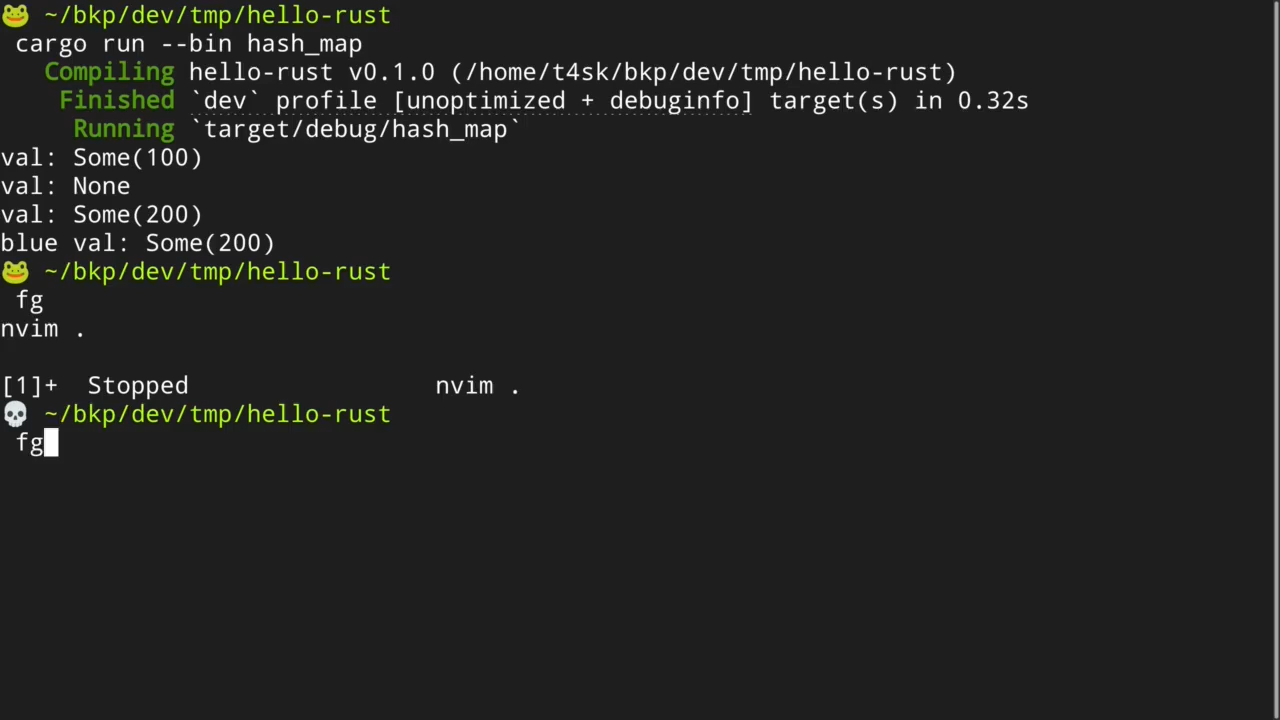 ~/bkp/dev/tmp/hello-rust
cargo run --bin hash_map
Compiling hello-rust v0.1.0 (/home/t4sk/bkp/dev/tmp/hello-rust)
Finished `dev` profile [unoptimized + debuginfo] target(s) in 0.32s
Running `target/debug/hash_map`
val: Some(100)
val: None
val: Some(200)
blue val: Some(200)
~/bkp/dev/tmp/hello-rust
fg
nvim .
[1]+  Stopped                 nvim .
~/bkp/dev/tmp/hello-rust
fg